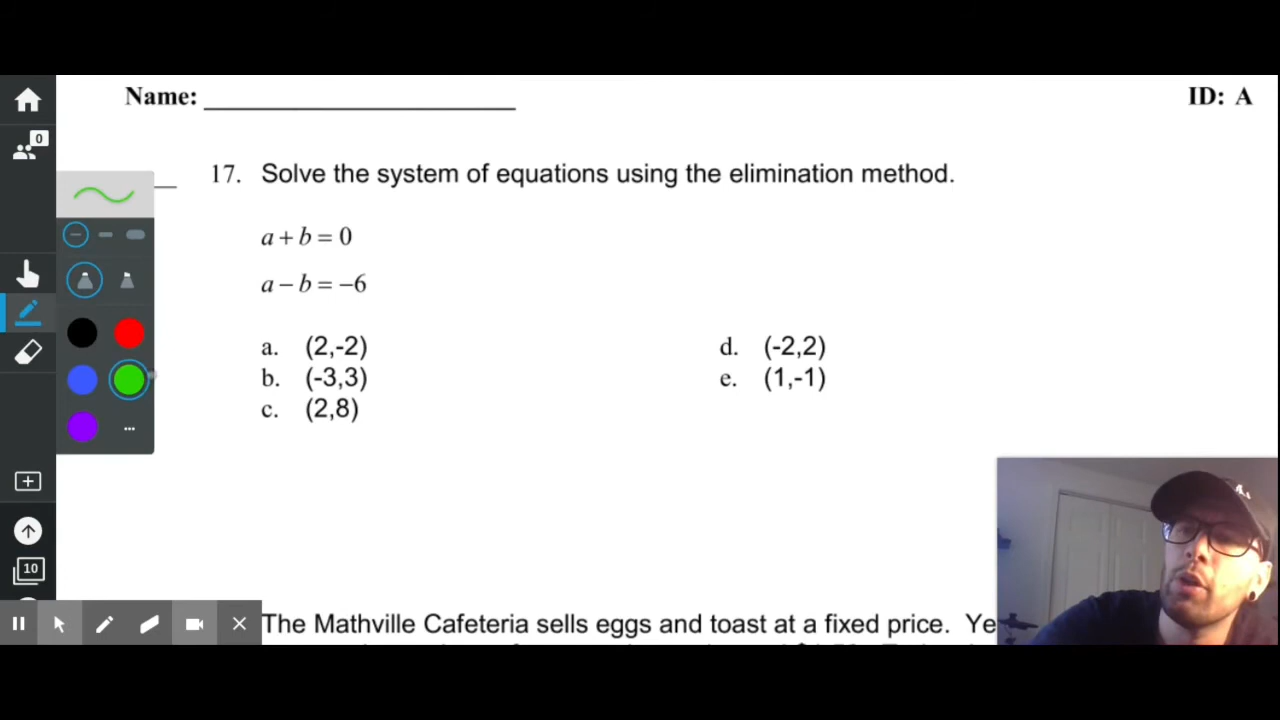 Name: ID: A
0
17. Solve the system of equations using the elimination method.
a + b = 0
a − b = −6
a. (2,-2) d. (-2,2)
b. (-3,3) e. (1,-1)
c. (2,8)
10
The Mathville Cafeteria sells eggs and toast at a fixed price. Ye